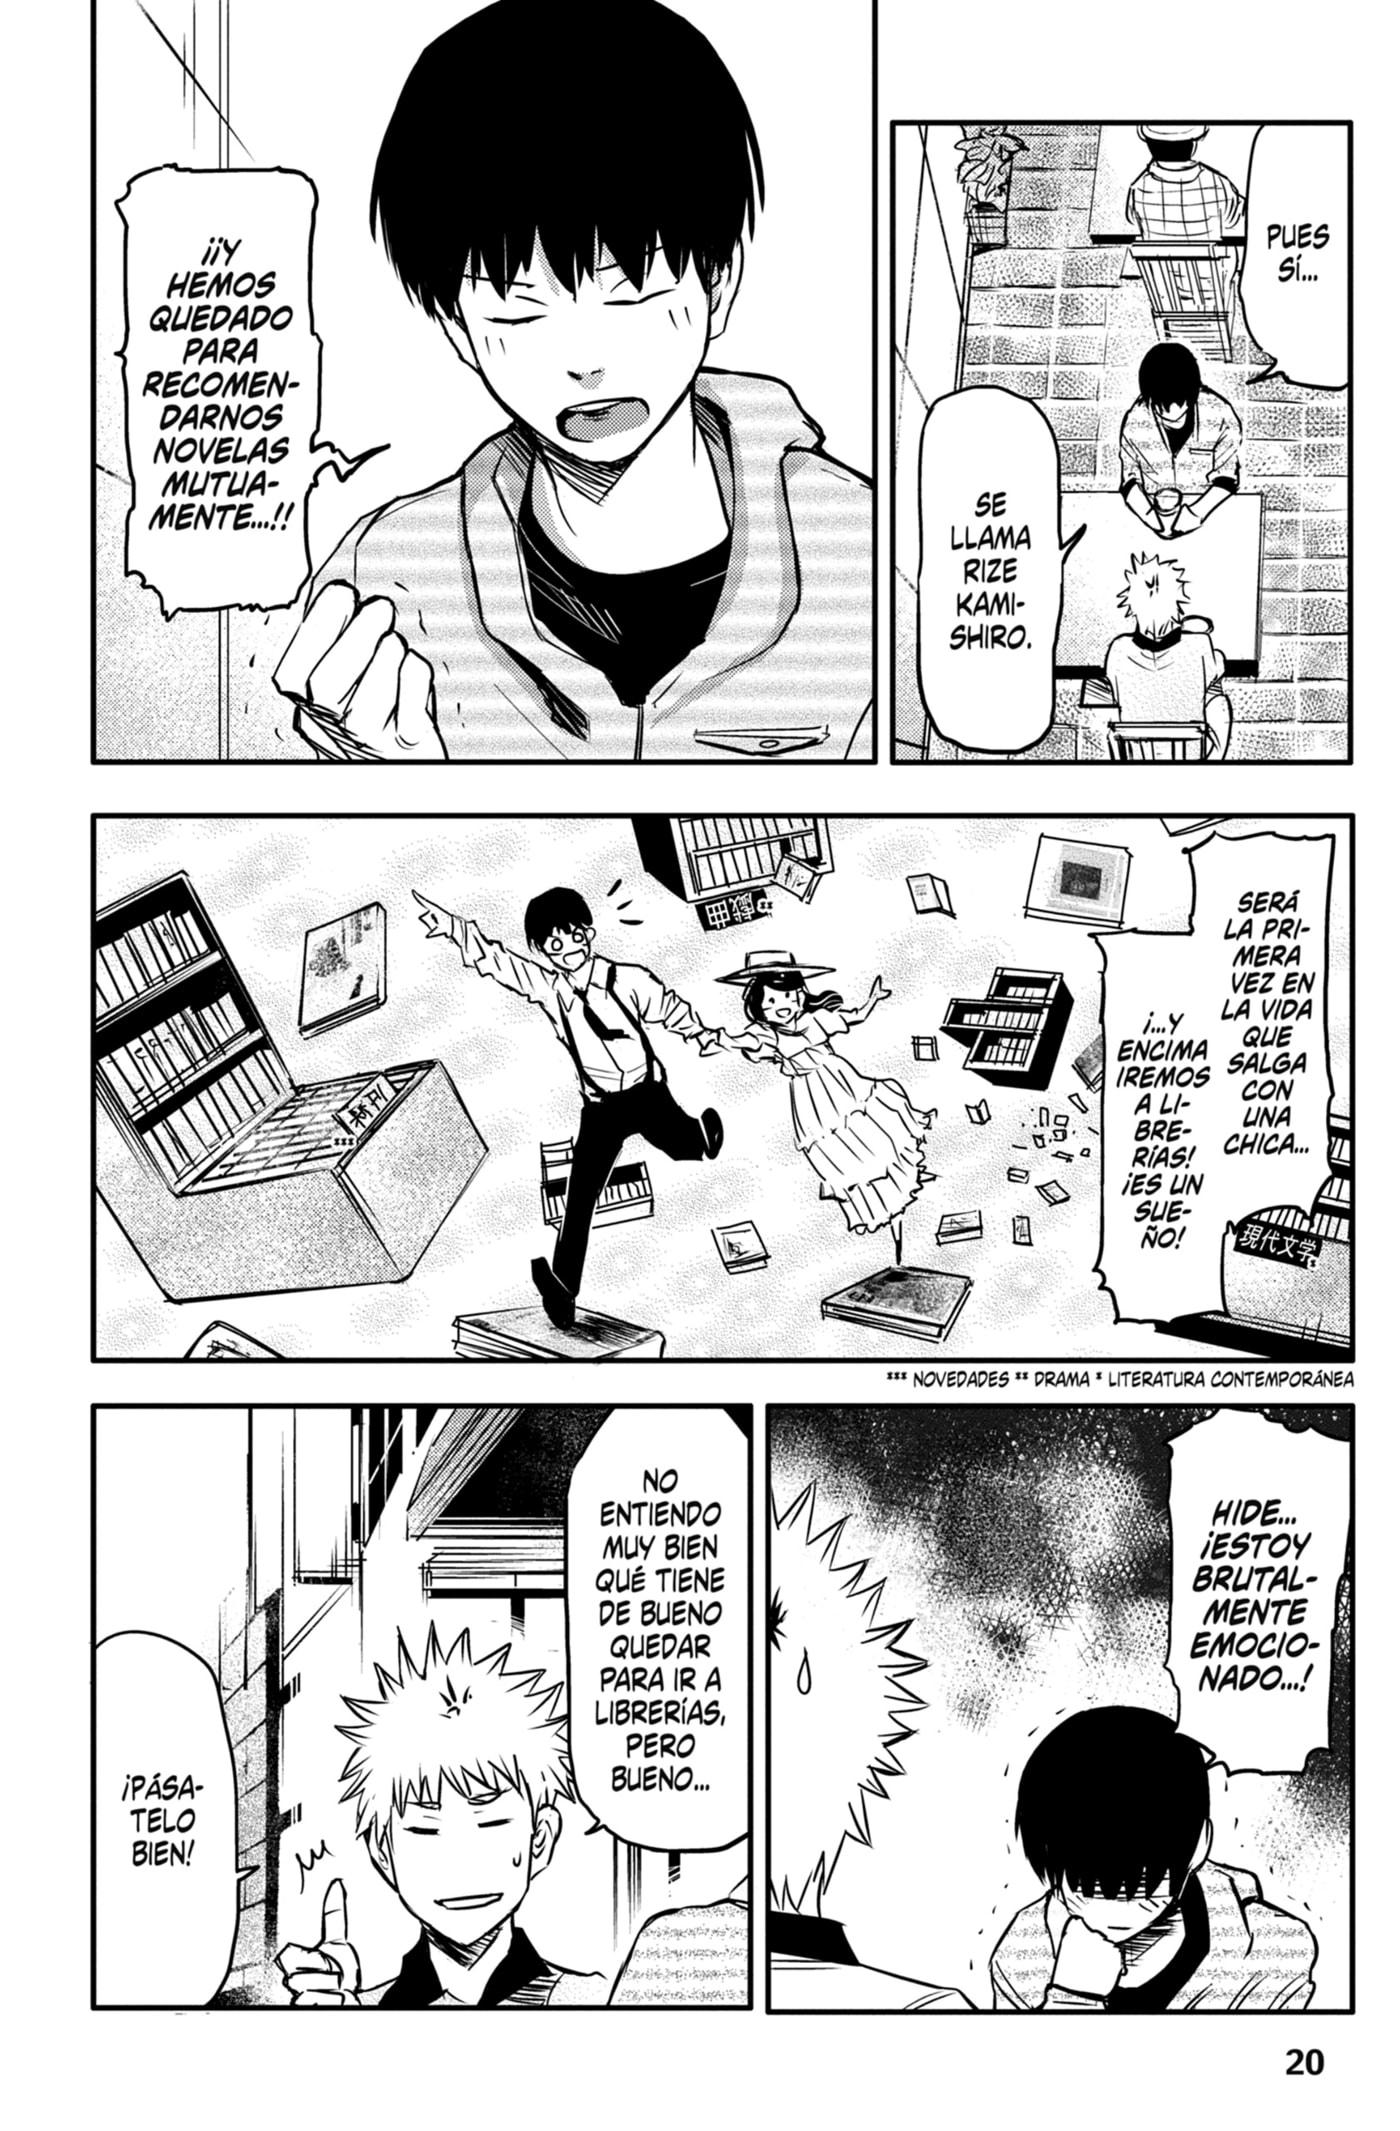 PUES
SÍ...
SE
LLAMA
RIZE
KAMI-
SHIRO.
¡¡Y
HEMOS
QUEDADO
PARA
RECOMEN-
DARNOS
NOVELAS
MUTUA-
MENTE...!!
SERÁ
LA PRI-
MERA
VEZ EN
LA VIDA
QUE
SALGA
CON
UNA
CHICA...
¡...Y
ENCIMA
IREMOS
A LI-
BRE-
RÍAS!
¡ES UN
SUE-
ÑO!
現代文学*
戯曲**
新刊
***
*** NOVEDADES ** DRAMA * LITERATURA CONTEMPORÁNEA
HIDE...
¡ESTOY
BRUTAL-
MENTE
EMOCIO-
NADO...!
NO
ENTIENDO
MUY BIEN
QUÉ TIENE
DE BUENO
QUEDAR
PARA IR A
LIBRERÍAS,
PERO
BUENO...
¡PÁSA-
TELO
BIEN!
20